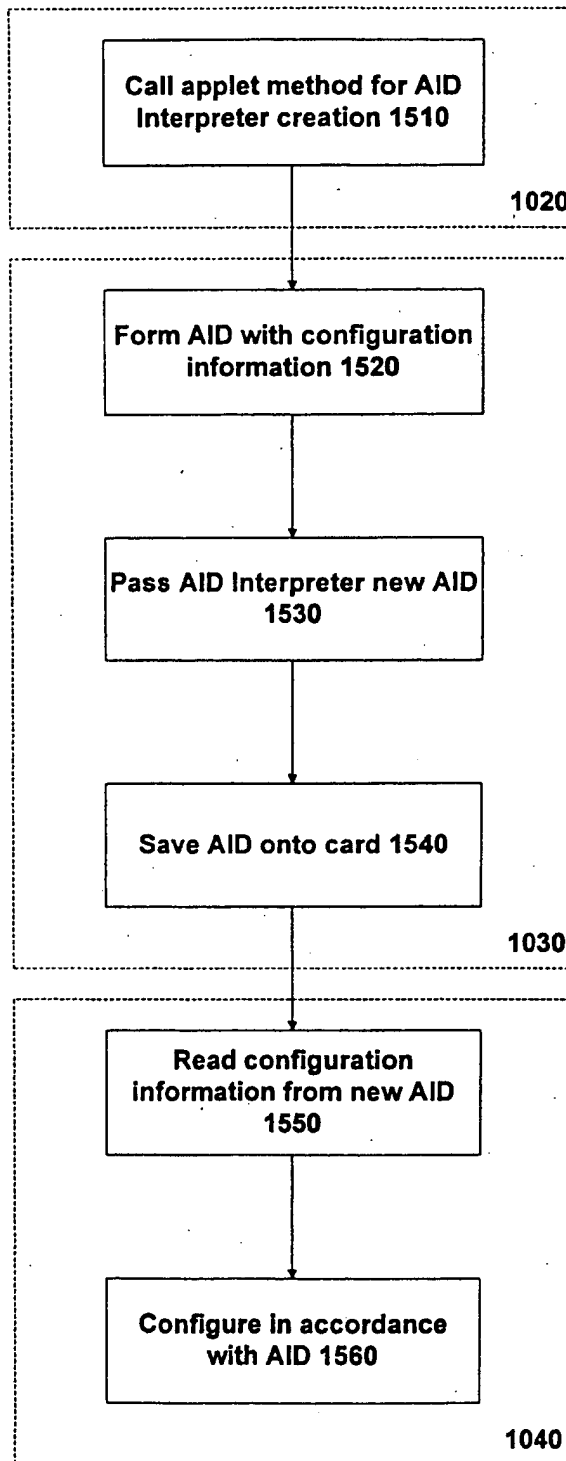 Call applet method for AID
Interpreter creation 1510
1020
Form AID with configuration
information 1520
Pass AID Interpreter new AID
1530
Save AID onto card 1540
1030
Read configuration
information from new AID
1550
Configure in accordance
with AID 1560
1040